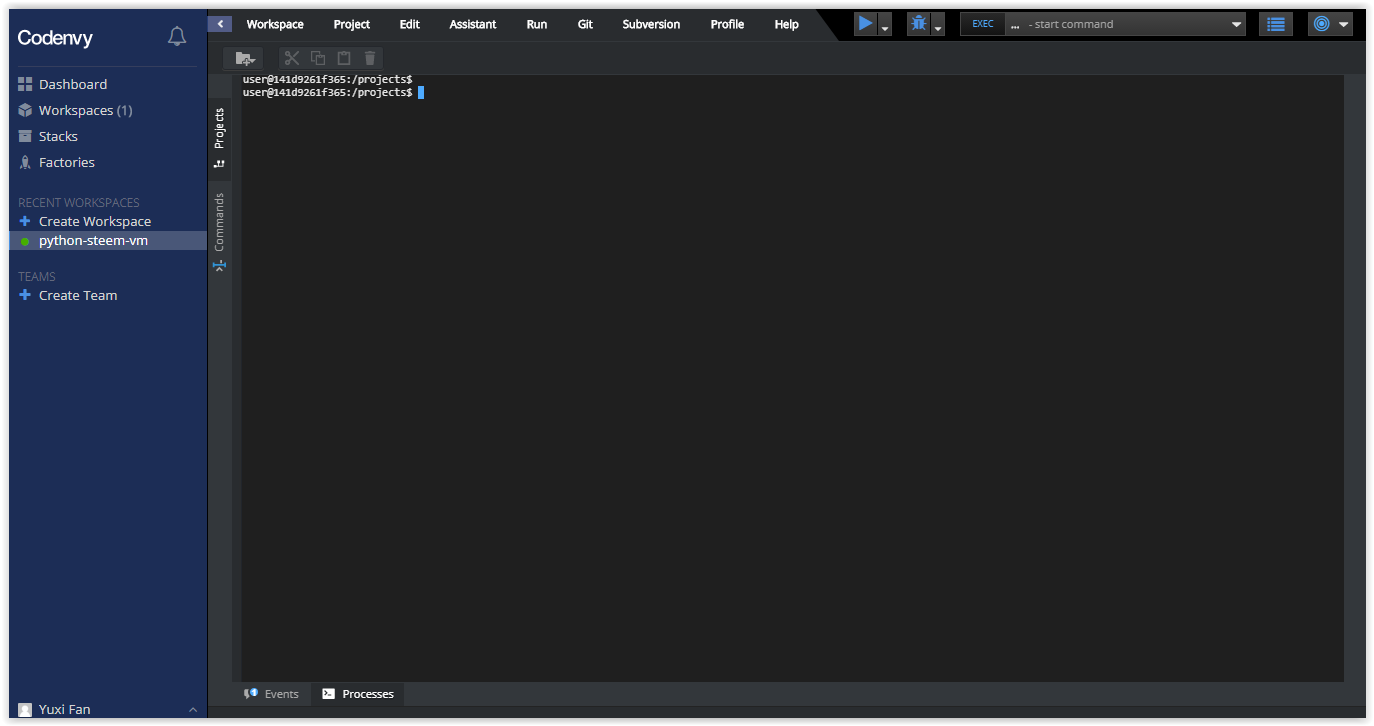 Codenvy
Workspace Project Edit Assistant Run Git Subversion Profile Help EXEC ... - start command
Dashboard
Workspaces (1)
Stacks
Factories
RECENT WORKSPACES
Create Workspace
python-steem-vm
TEAMS
Create Team
Yuxi Fan
Projects
Commands
user@141d9261f365:/projects$
user@141d9261f365:/projects$
Events Processes